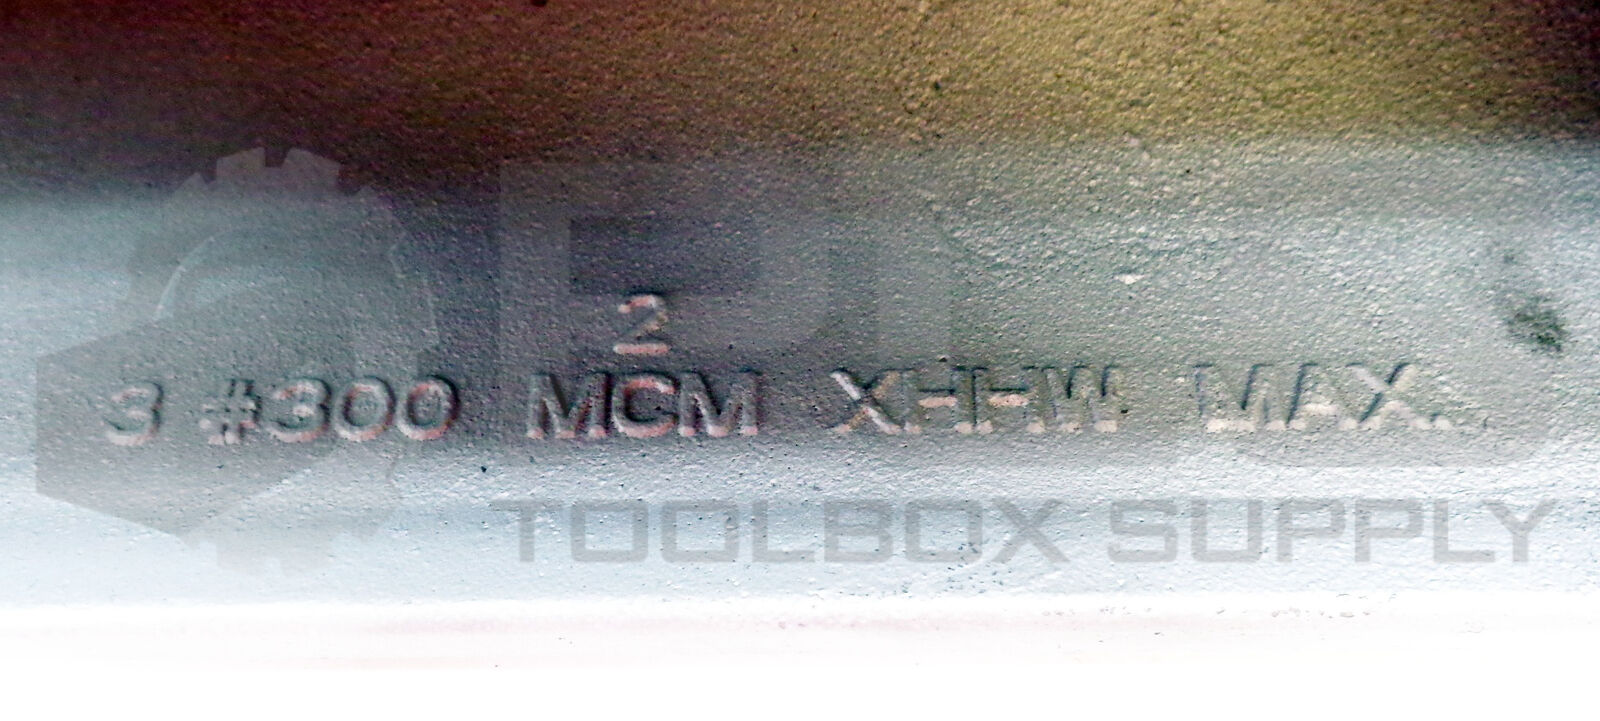 2
3 #300 MCM XHHW MAX.
TOOLBOX SUPPLY